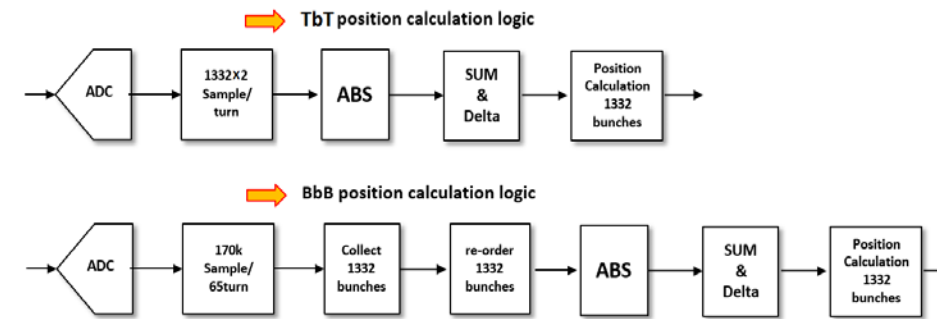 TbT position calculation logic
ADC
1332X2
Sample/
turn
ABS
SUM
&
Delta
Position
Calculation
1332
bunches
BbB position calculation logic
ADC
170k
Sample/
65turn
Collect
1332
bunches
re-order
1332
bunches
ABS
SUM
&
Delta
Position
Calculation
1332
bunches